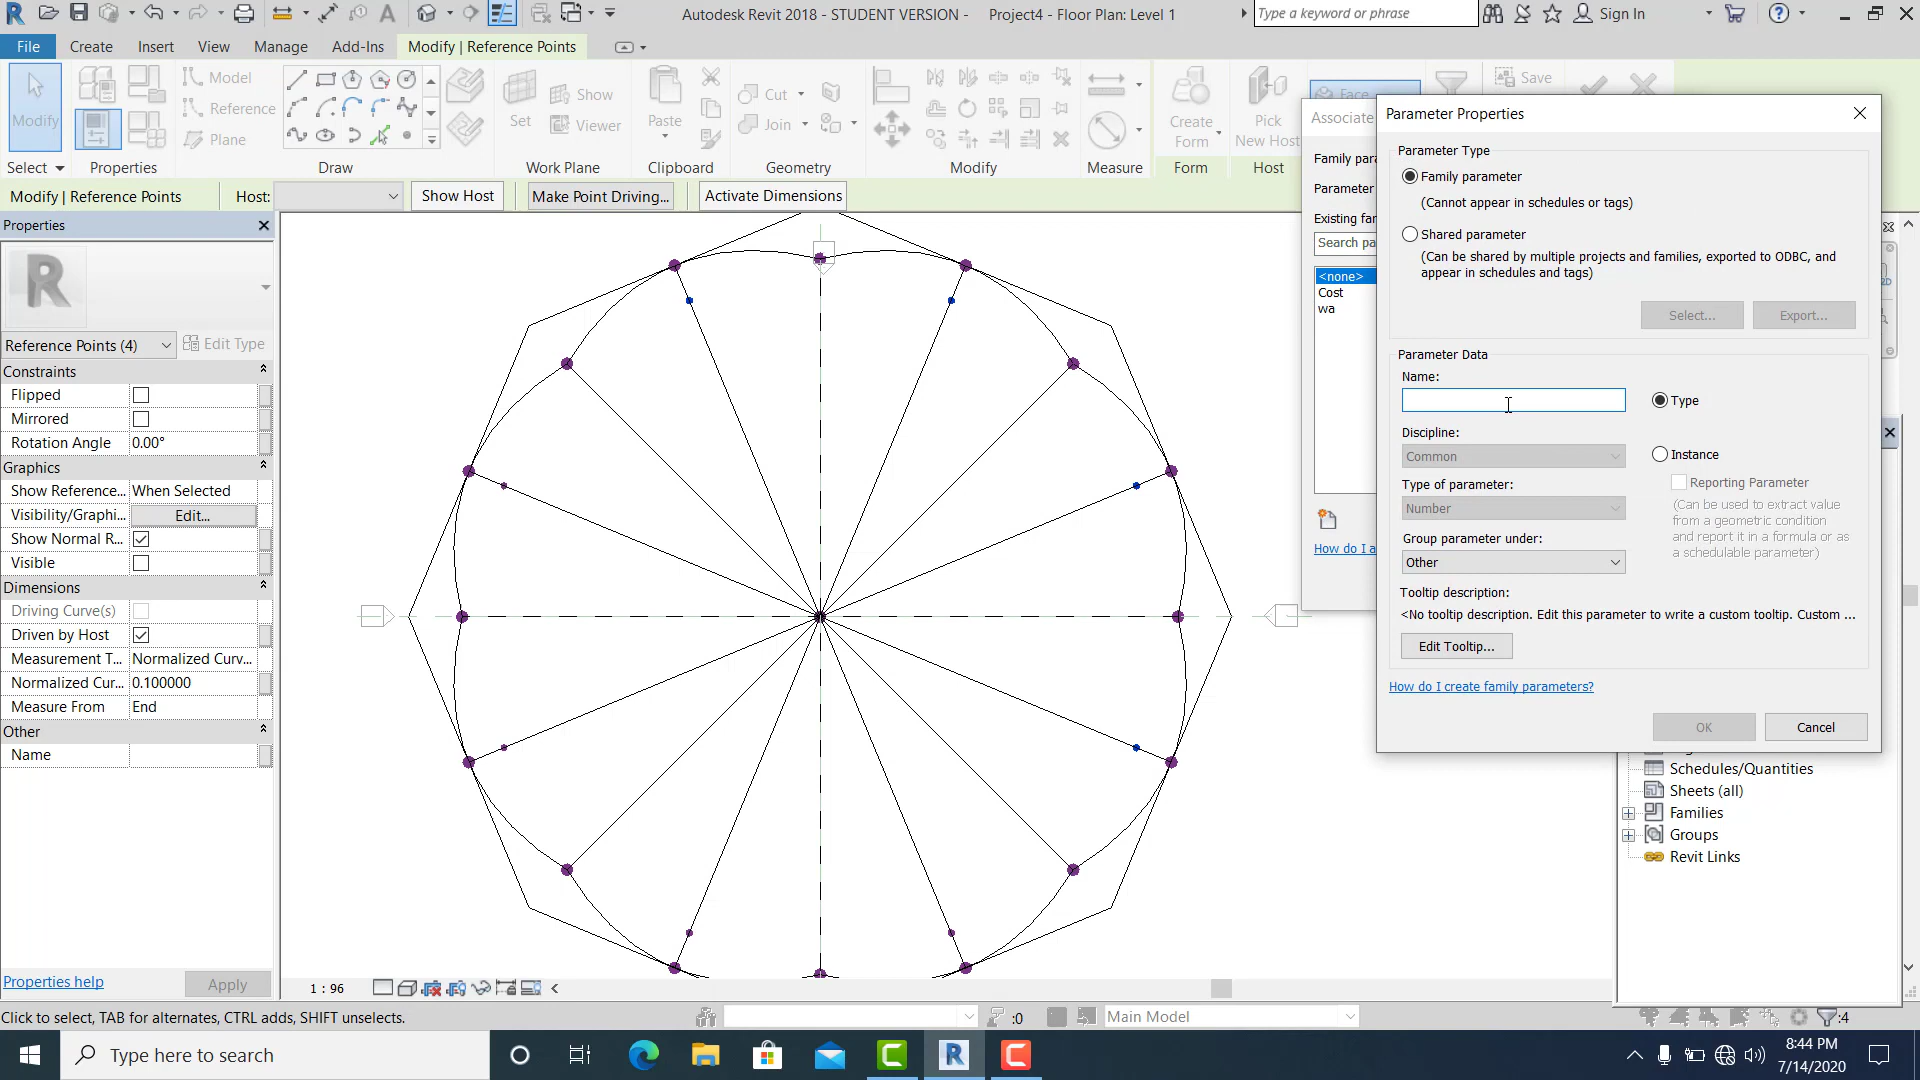 Autodesk Revit 2018 - STUDENT VERSION -    Project4 - Floor Plan: Level 1
Type a keyword or phrase
Sign In
File Create Insert View Manage Add-Ins Modify | Reference Points
Modify
Model
Reference
Plane
Set
Show
Viewer
Paste
Cut
Join
Create
Form
Pick
New Host
Face
Save
Select Properties Draw Work Plane Clipboard Geometry Modify Measure Form Host
Modify | Reference Points Host: Show Host Make Point Driving... Activate Dimensions
Properties
R
Reference Points (4) Edit Type
Constraints
Flipped
Mirrored
Rotation Angle 0.00°
Graphics
Show Reference... When Selected
Visibility/Graphi... Edit...
Show Normal R...
Visible
Dimensions
Driving Curve(s)
Driven by Host
Measurement T... Normalized Curv...
Normalized Cur... 0.100000
Measure From End
Other
Name
Properties help Apply
Associate
Family para
Parameter
Existing fam
Search pa
<none>
Cost
wa
How do I a
Parameter Properties
Parameter Type
Family parameter
(Cannot appear in schedules or tags)
Shared parameter
(Can be shared by multiple projects and families, exported to ODBC, and
appear in schedules and tags)
Select... Export...
Parameter Data
Name:
Type
Discipline:
Common
Instance
Type of parameter:
Number
Reporting Parameter
(Can be used to extract value
from a geometric condition
and report it in a formula or as
a schedulable parameter)
Group parameter under:
Other
Tooltip description:
<No tooltip description. Edit this parameter to write a custom tooltip. Custom ...
Edit Tooltip...
How do I create family parameters?
OK Cancel
Schedules/Quantities
Sheets (all)
Families
Groups
Revit Links
1 : 96
Click to select, TAB for alternates, CTRL adds, SHIFT unselects.
:0
Main Model
:4
Type here to search
8:44 PM
7/14/2020